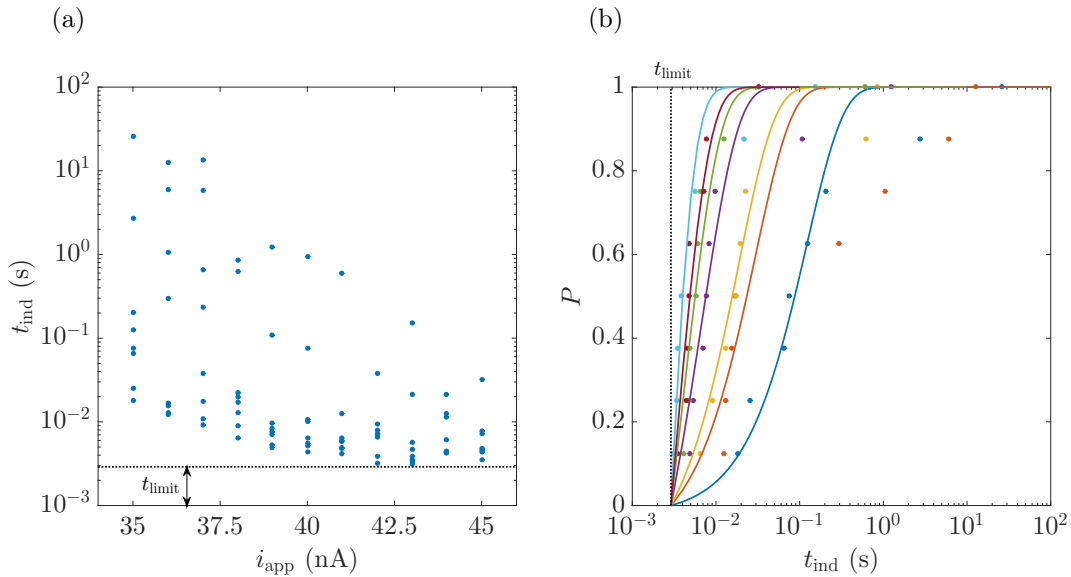 (a)
10^2
10^1
10^0
10^-1
10^-2
10^-3
t_ind (s)
t_limit
35 37.5 40 42.5 45
i_app (nA)
(b)
t_limit
1
0.8
0.6
0.4
0.2
0
P
10^-3 10^-2 10^-1 10^0 10^1 10^2
t_ind (s)